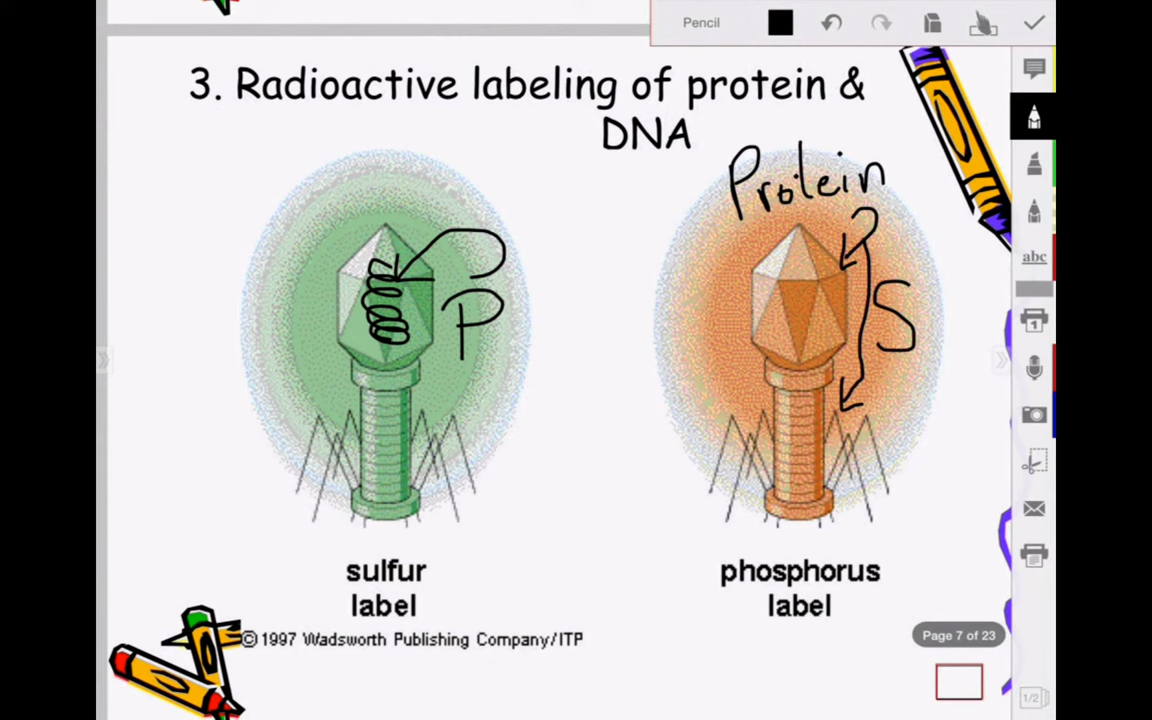 Pencil
3. Radioactive labeling of protein &
DNA
Protein
P
S
abc
1
sulfur
label
phosphorus
label
© 1997 Wadsworth Publishing Company/ITP
Page 7 of 23
1/2